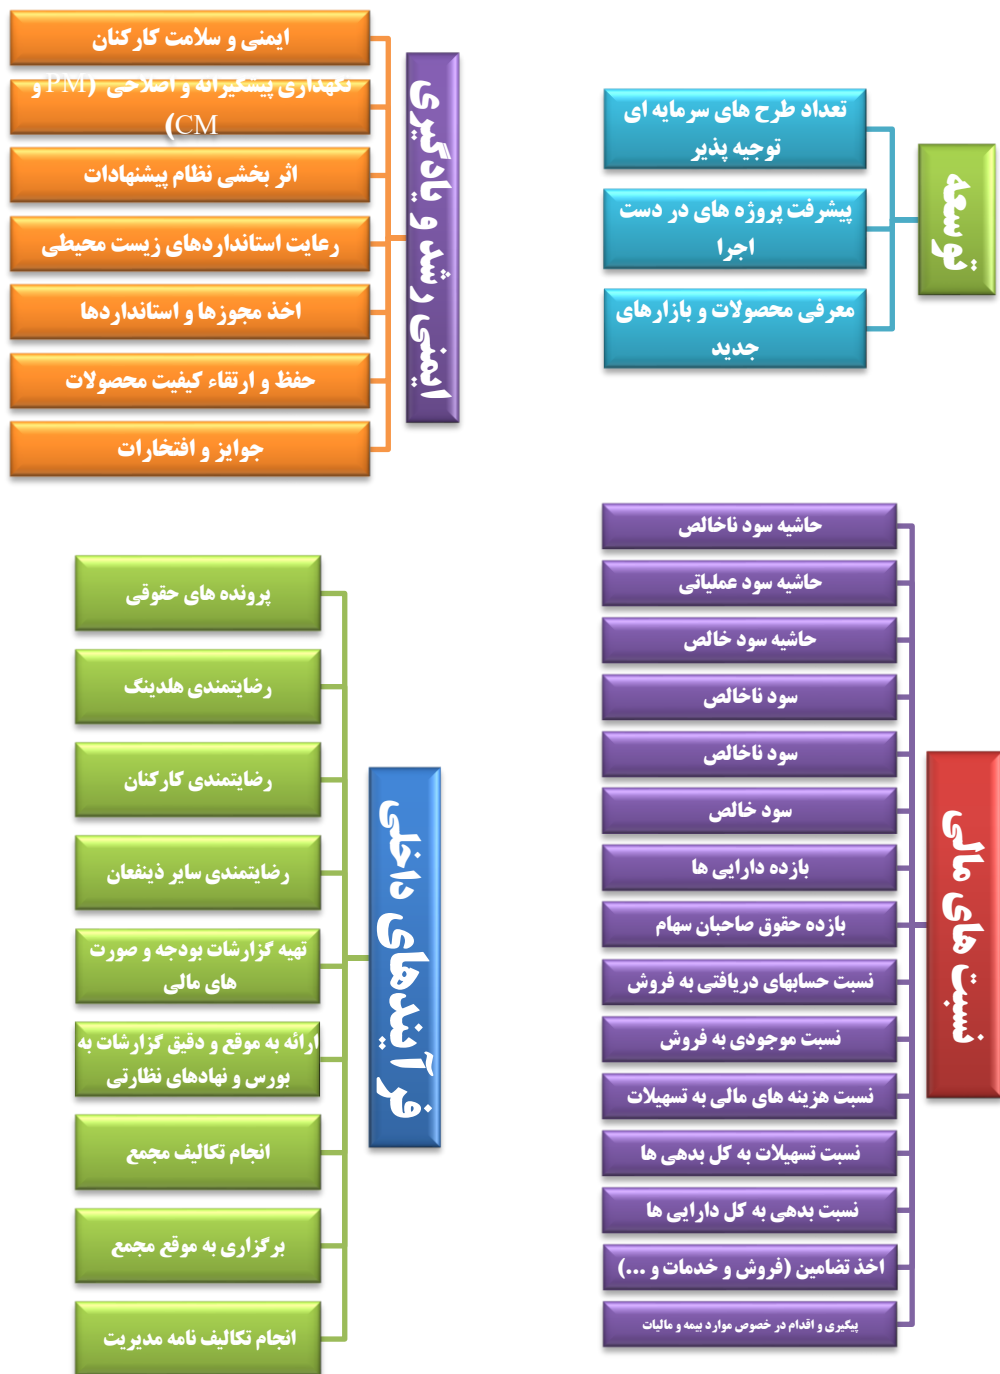 توسعه
تعداد طرح های سرمایه ای
توجیه پذیر
پیشرفت پروژه های در دست
اجرا
معرفی محصولات و بازارهای
جدید
ایمنی رشد و یادگیری
ایمنی و سلامت کارکنان
نگهداری پیشگیرانه و اصلاحی (PM و
CM)
اثر بخشی نظام پیشنهادات
رعایت استانداردهای زیست محیطی
اخذ مجوزها و استانداردها
حفظ و ارتقاء کیفیت محصولات
جوایز و افتخارات
نسبت های مالی
حاشیه سود ناخالص
حاشیه سود عملیاتی
حاشیه سود خالص
سود ناخالص
سود ناخالص
سود خالص
بازده دارایی ها
بازده حقوق صاحبان سهام
نسبت حسابهای دریافتی به فروش
نسبت موجودی به فروش
نسبت هزینه های مالی به تسهیلات
نسبت تسهیلات به کل بدهی ها
نسبت بدهی به کل دارایی ها
اخذ تضامین (فروش و خدمات و ...)
پیگیری و اقدام در خصوص موارد بیمه و مالیات
فرآیندهای داخلی
پرونده های حقوقی
رضایتمندی هلدینگ
رضایتمندی کارکنان
رضایتمندی سایر ذینفعان
تهیه گزارشات بودجه و صورت
های مالی
ارائه به موقع و دقیق گزارشات به
بورس و نهادهای نظارتی
انجام تکالیف مجمع
برگزاری به موقع مجمع
انجام تکالیف نامه مدیریت